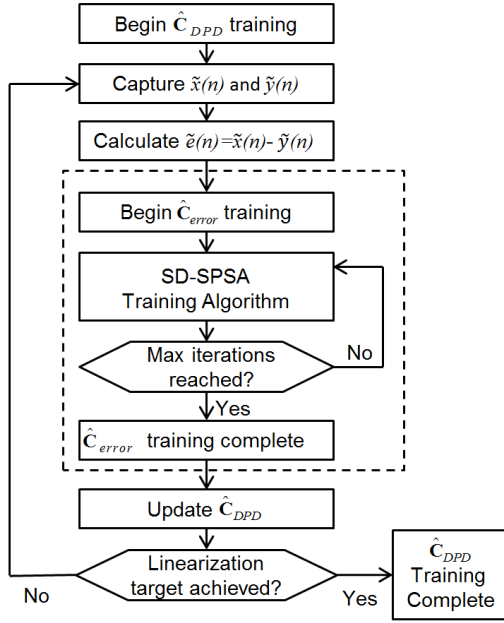 Begin Ĉ_DPD training
Capture x̃(n) and ỹ(n)
Calculate ẽ(n)=x̃(n)- ỹ(n)
Begin Ĉ_error training
SD-SPSA
Training Algorithm
Max iterations
reached?
No
Yes
Ĉ_error training complete
Update Ĉ_DPD
Linearization
target achieved?
No
Yes
Ĉ_DPD
Training
Complete